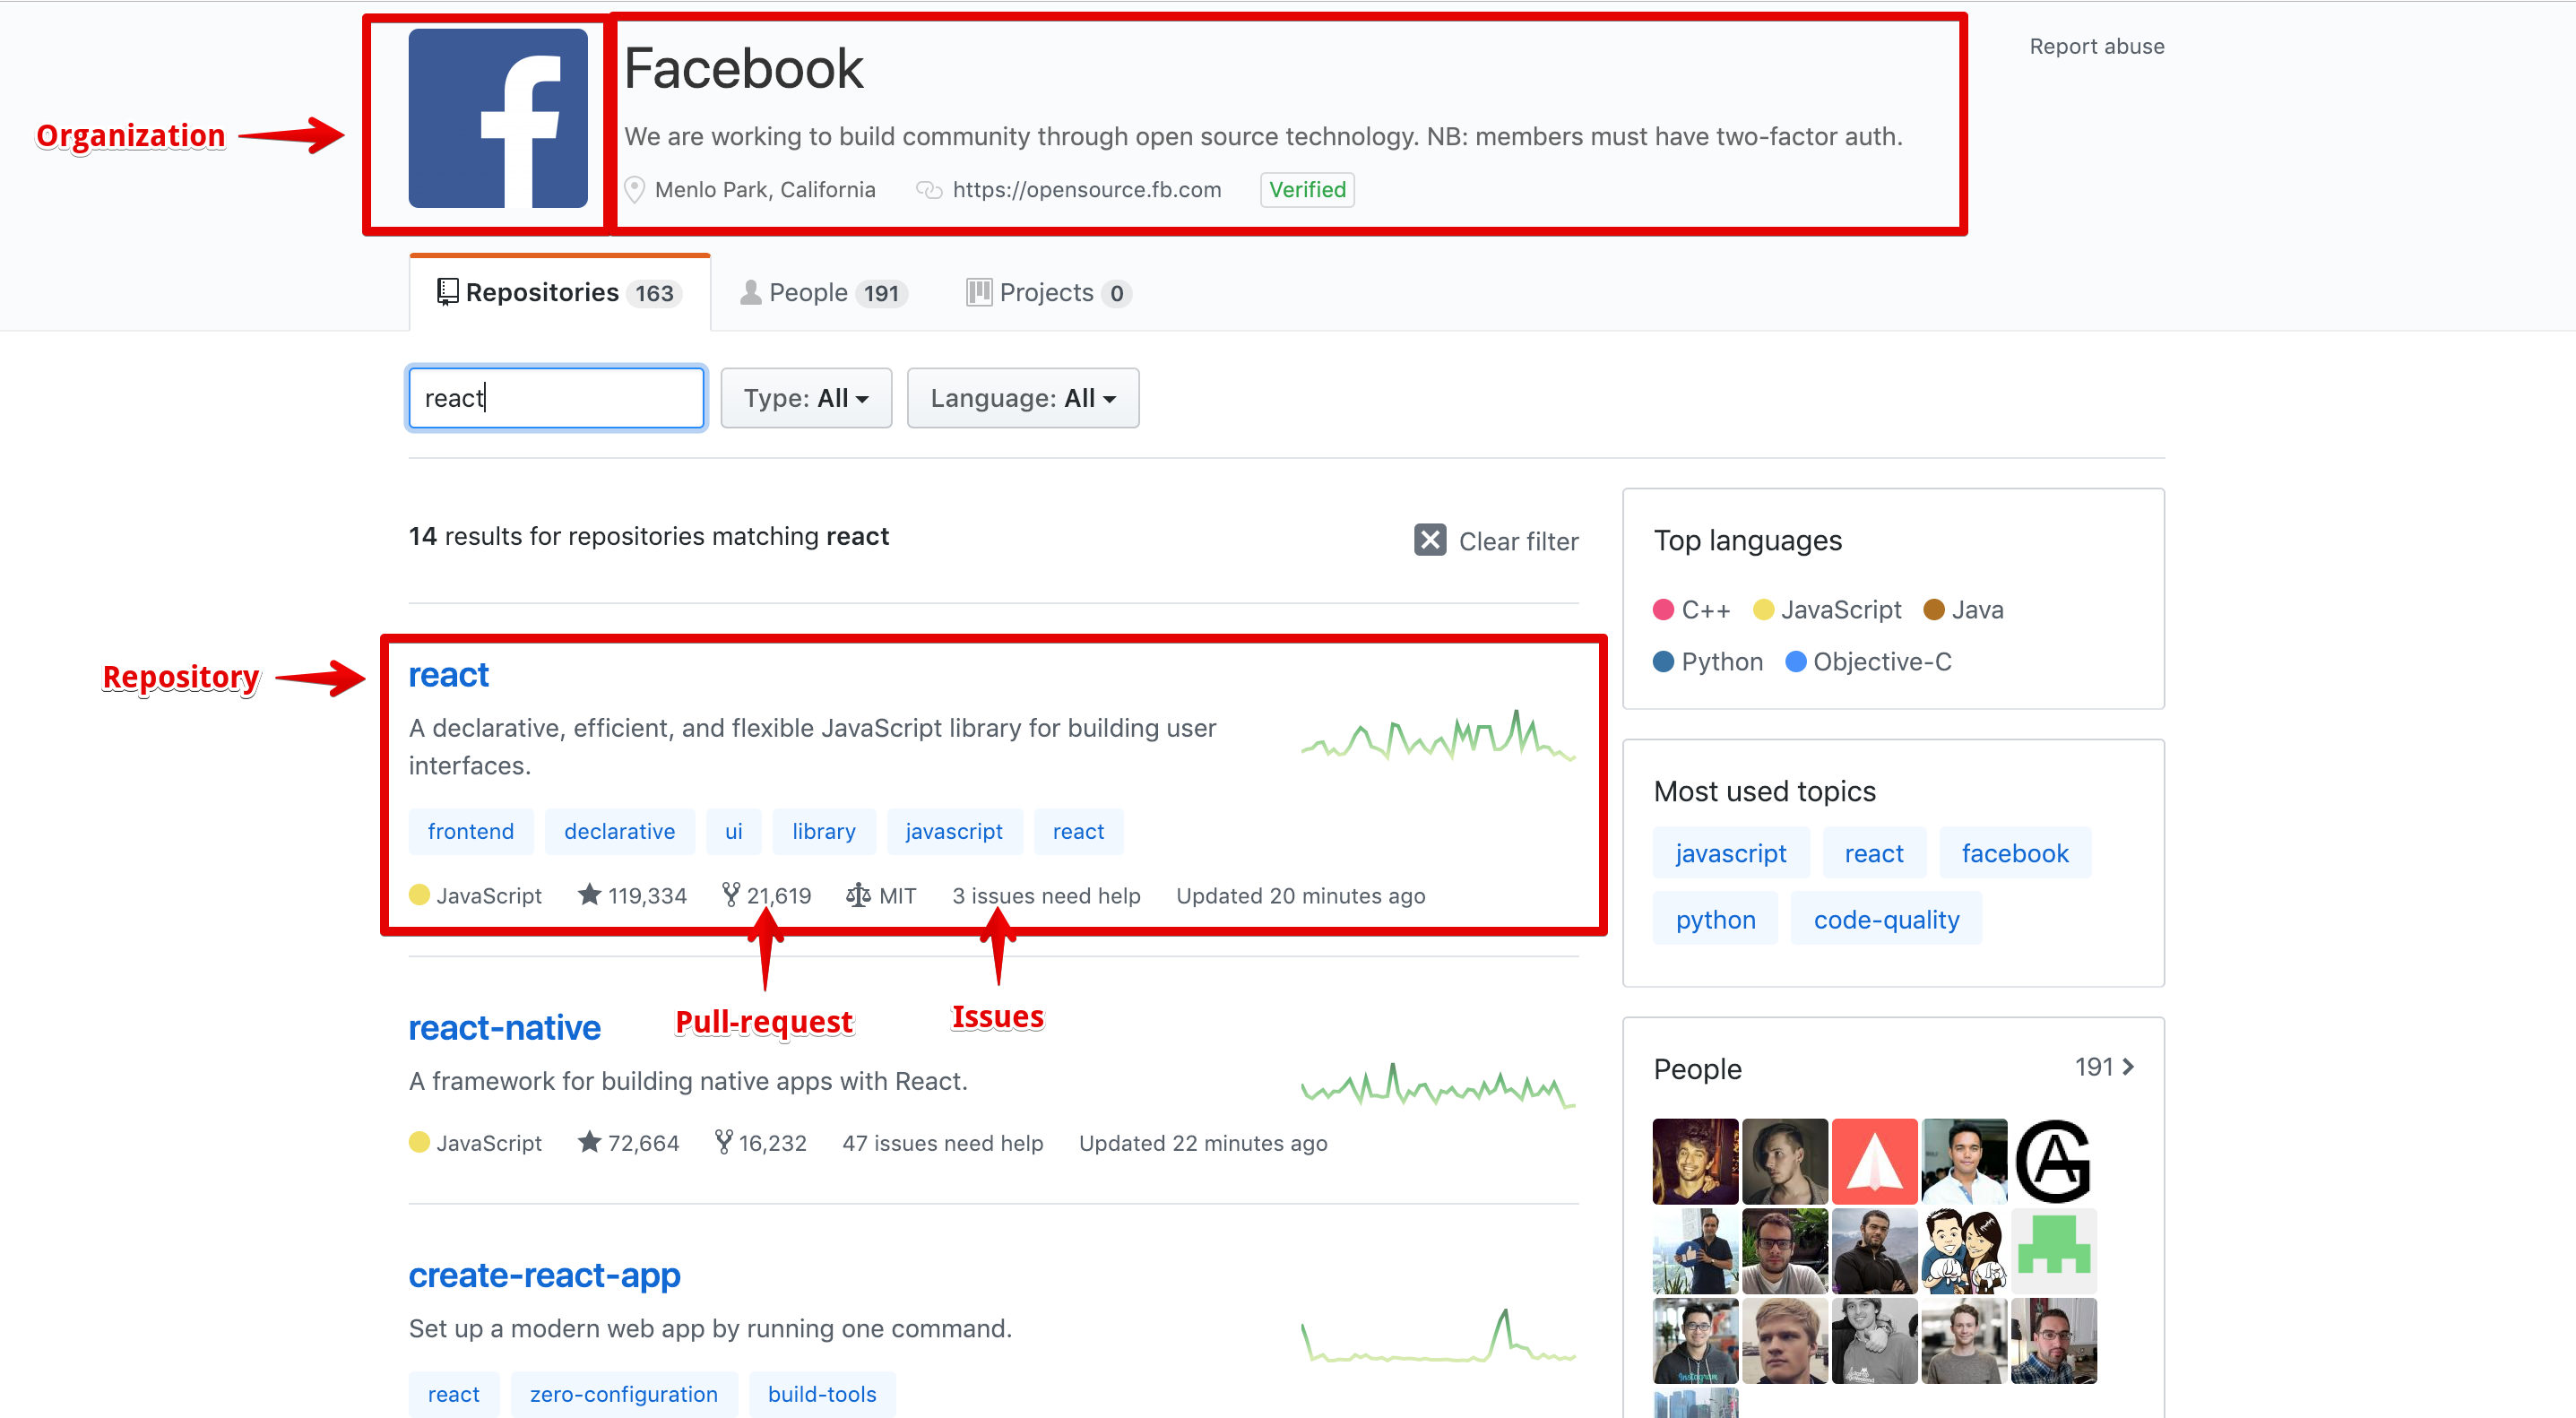 Facebook
Report abuse
Organization
We are working to build community through open source technology. NB: members must have two-factor auth.
Menlo Park, California https://opensource.fb.com Verified
Repositories 163 People 191 Projects 0
react Type: All Language: All
14 results for repositories matching react Clear filter
Repository
react
A declarative, efficient, and flexible JavaScript library for building user
interfaces.
frontend declarative ui library javascript react
JavaScript 119,334 21,619 MIT 3 issues need help Updated 20 minutes ago
Pull-request Issues
react-native
A framework for building native apps with React.
JavaScript 72,664 16,232 47 issues need help Updated 22 minutes ago
create-react-app
Set up a modern web app by running one command.
react zero-configuration build-tools
Top languages
C++ JavaScript Java
Python Objective-C
Most used topics
javascript react facebook
python code-quality
People 191
Instagram